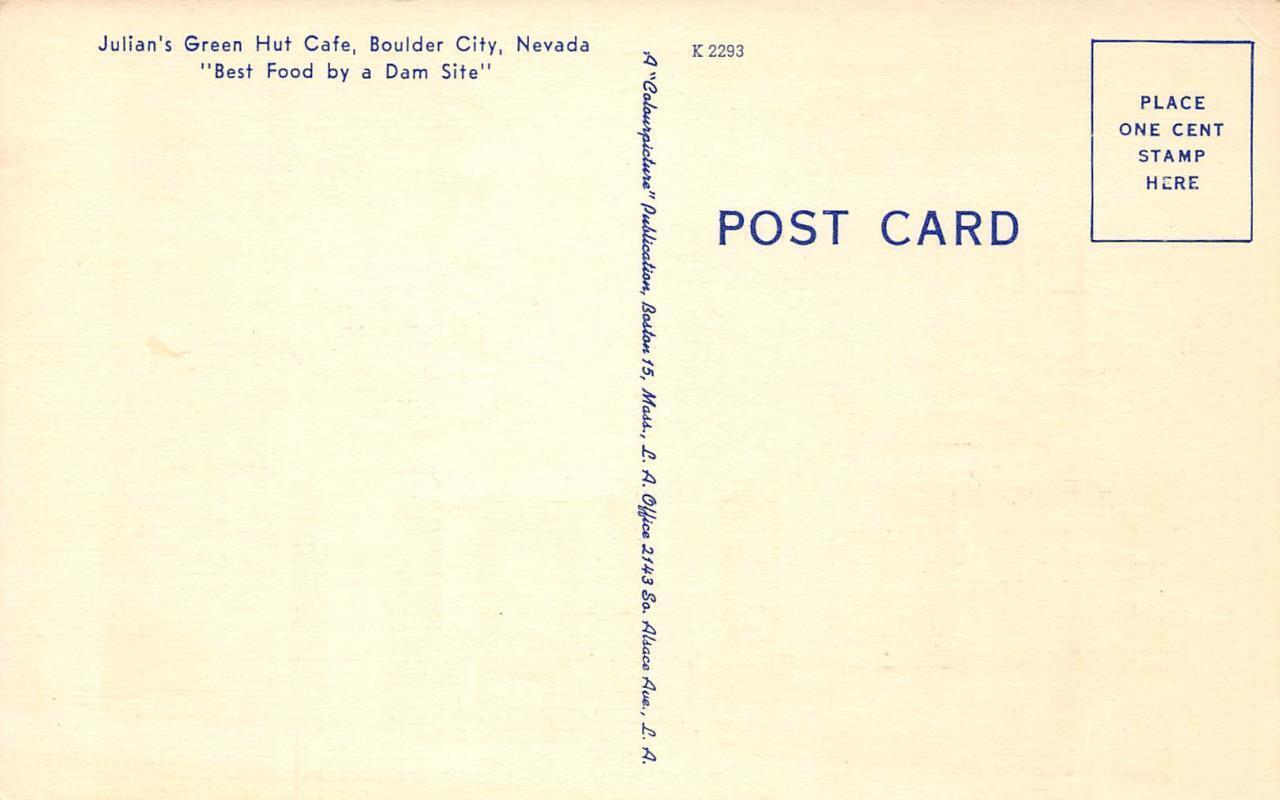 Julian's Green Hut Cafe, Boulder City, Nevada
"Best Food by a Dam Site"
A "Colourpicture" Publication, Boston 15, Mass., L. A. Office 2143 So. Alsace Ave., L. A.
K 2293
POST CARD
PLACE
ONE CENT
STAMP
HERE